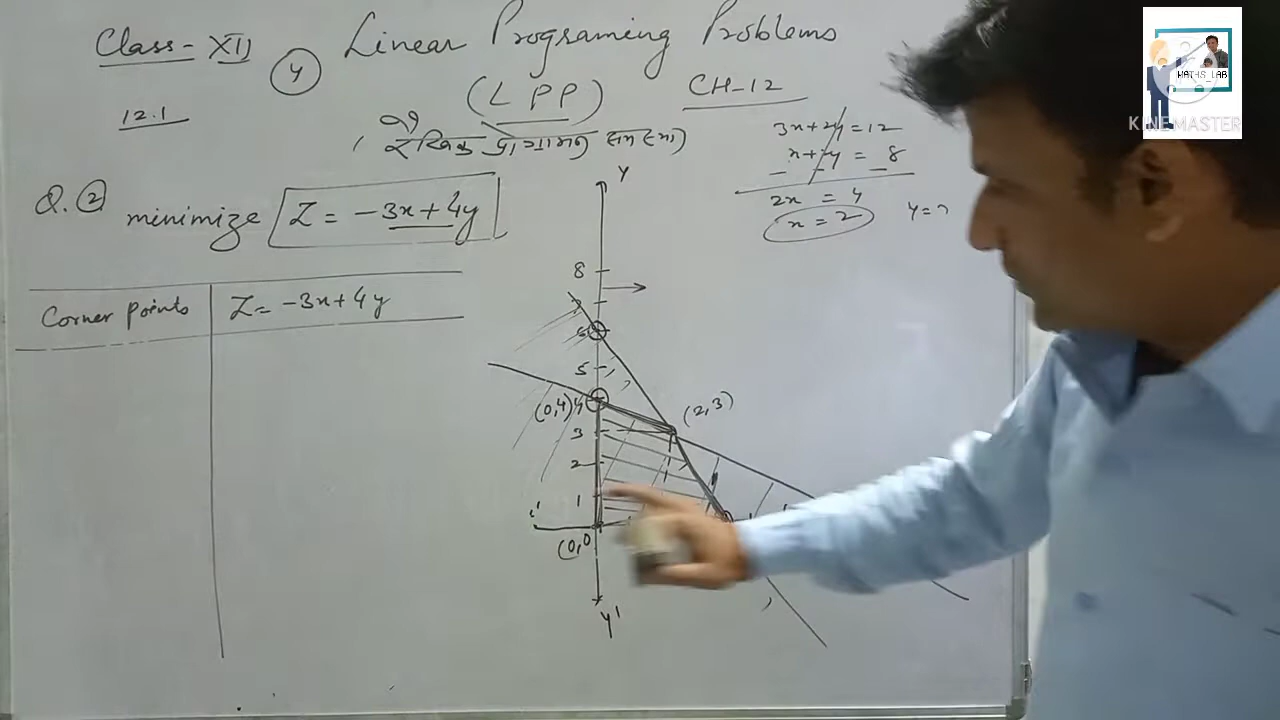 Class-XII
4
Linear Programing Problems
(LPP)
CH-12
12.1
Q.2 minimize Z = -3x+4y
3x+2y=12
x+2y=8
- - -
2x = 4
x = 2
Corner points
Z= -3x+4y
Y
8
6
5
(0,4) 4
(2,3)
3
2
1
x'
(0,0
Y'
MATHS LAB
KINEMASTER